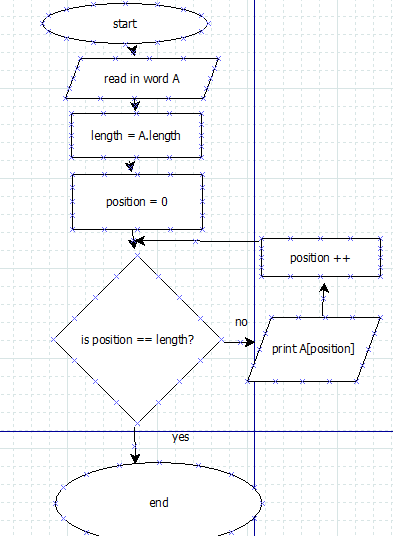 start
read in word A
length = A.length
position = 0
position ++
is position == length?
no
print A[position]
yes
end